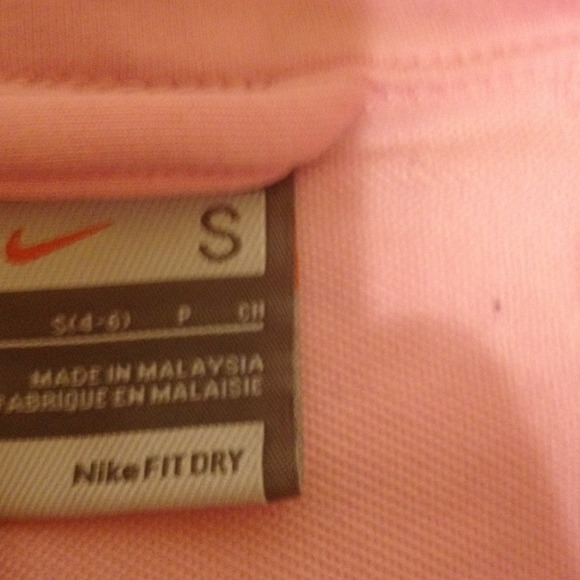 S
S(4-6) P CH
MADE IN MALAYSIA
FABRIQUE EN MALAISIE
Nike FIT DRY